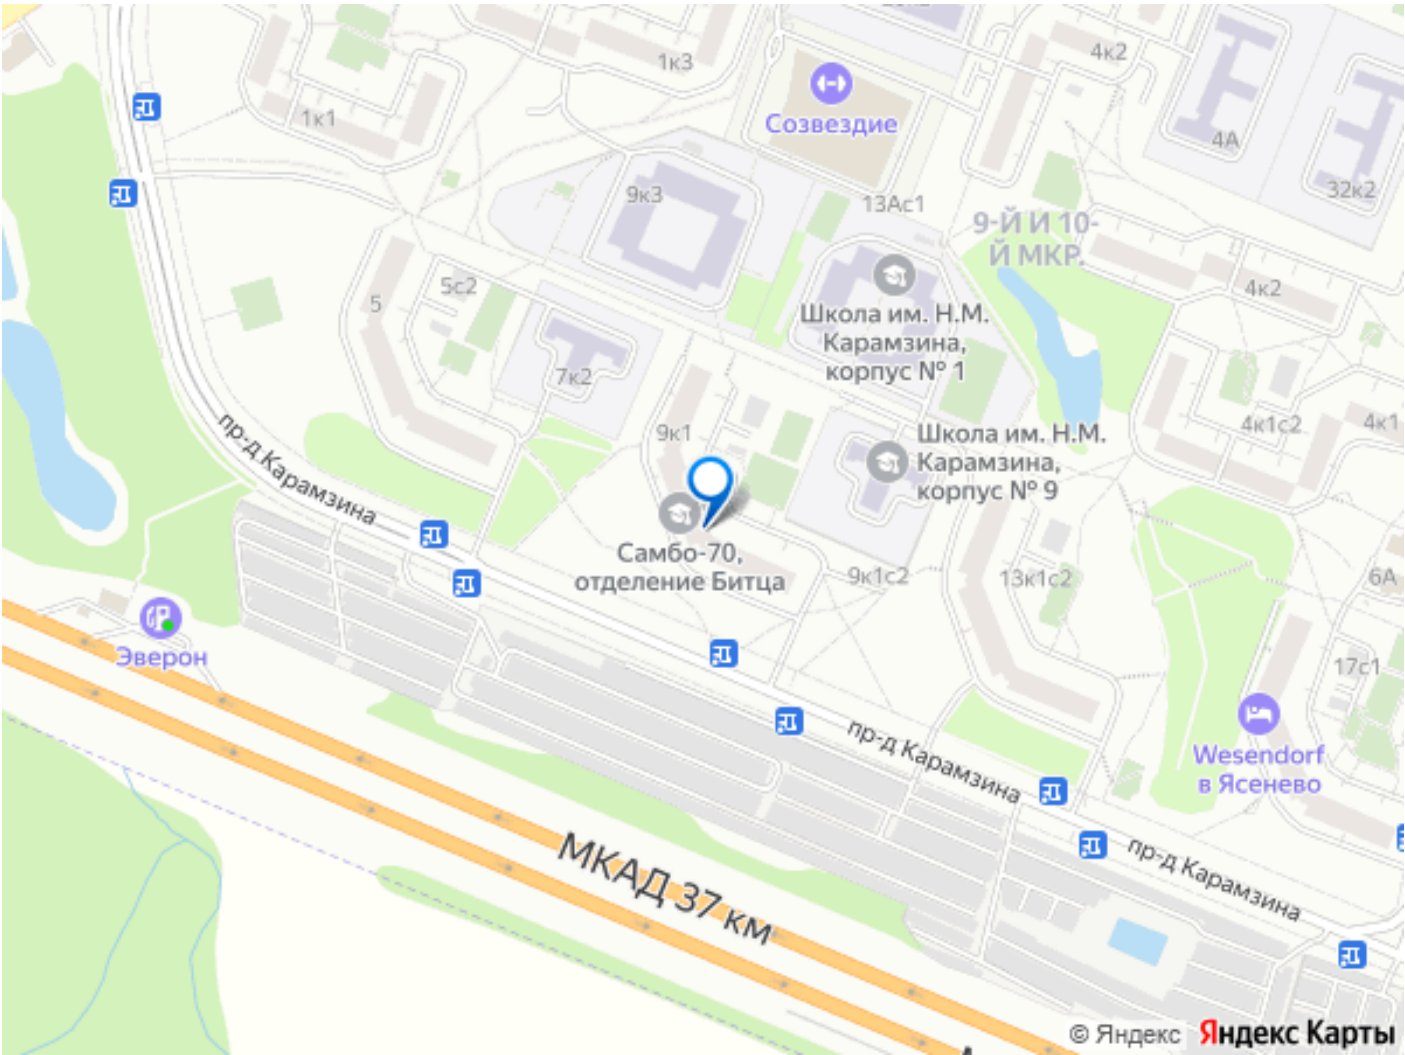 4к2
1к3
Созвездие
1к1
4А
32к2
9к3
13Ас1
9-Й И 10-
Й МКР.
5с2
5
4к2
Школа им. Н.М.
Карамзина,
корпус № 1
7к2
пр-д Карамзина
9к1
4к1с2
4к1
Школа им. Н.М.
Карамзина,
корпус № 9
Самбо-70,
отделение Битца
9к1с2
13к1с2
6А
Эверон
17с1
пр-д Карамзина
Wesendorf
в Ясенево
МКАД 37 км
пр-д Карамзина
© Яндекс Яндекс Карты